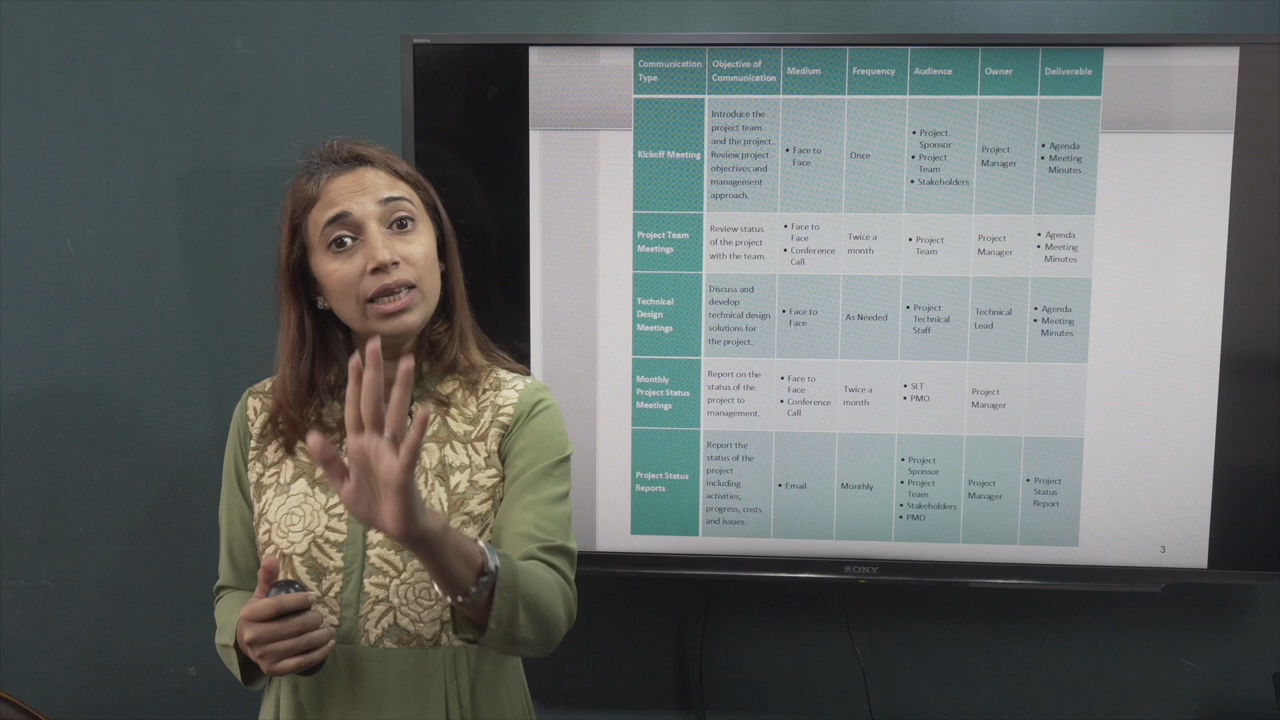 Communication Type
Objective of Communication
Medium
Frequency
Audience
Owner
Deliverable
Kickoff Meeting
Introduce the
project team
and the project.
Review project
objectives and
management
approach.
• Face to
Face
Once
• Project
Sponsor
• Project
Team
• Stakeholders
Project
Manager
• Agenda
• Meeting
Minutes
Project Team
Meetings
Review status
of the project
with the team.
• Face to
Face
• Conference
Call
Twice a
month
• Project
Team
Project
Manager
• Agenda
• Meeting
Minutes
Technical
Design
Meetings
Discuss and
develop
technical design
solutions for
the project.
• Face to
Face
As Needed
• Project
Technical
Staff
Technical
Lead
• Agenda
• Meeting
Minutes
Monthly
Project Status
Meetings
Report on the
status of the
project to
management.
• Face to
Face
• Conference
Call
Twice a
month
• SLT
• PMO
Project
Manager
Project Status
Reports
Report the
status of the
project
including
activities,
progress, costs
and issues.
• Email
Monthly
• Project
Sponsor
• Project
Team
• Stakeholders
• PMO
Project
Manager
• Project
Status
Report
3
SONY